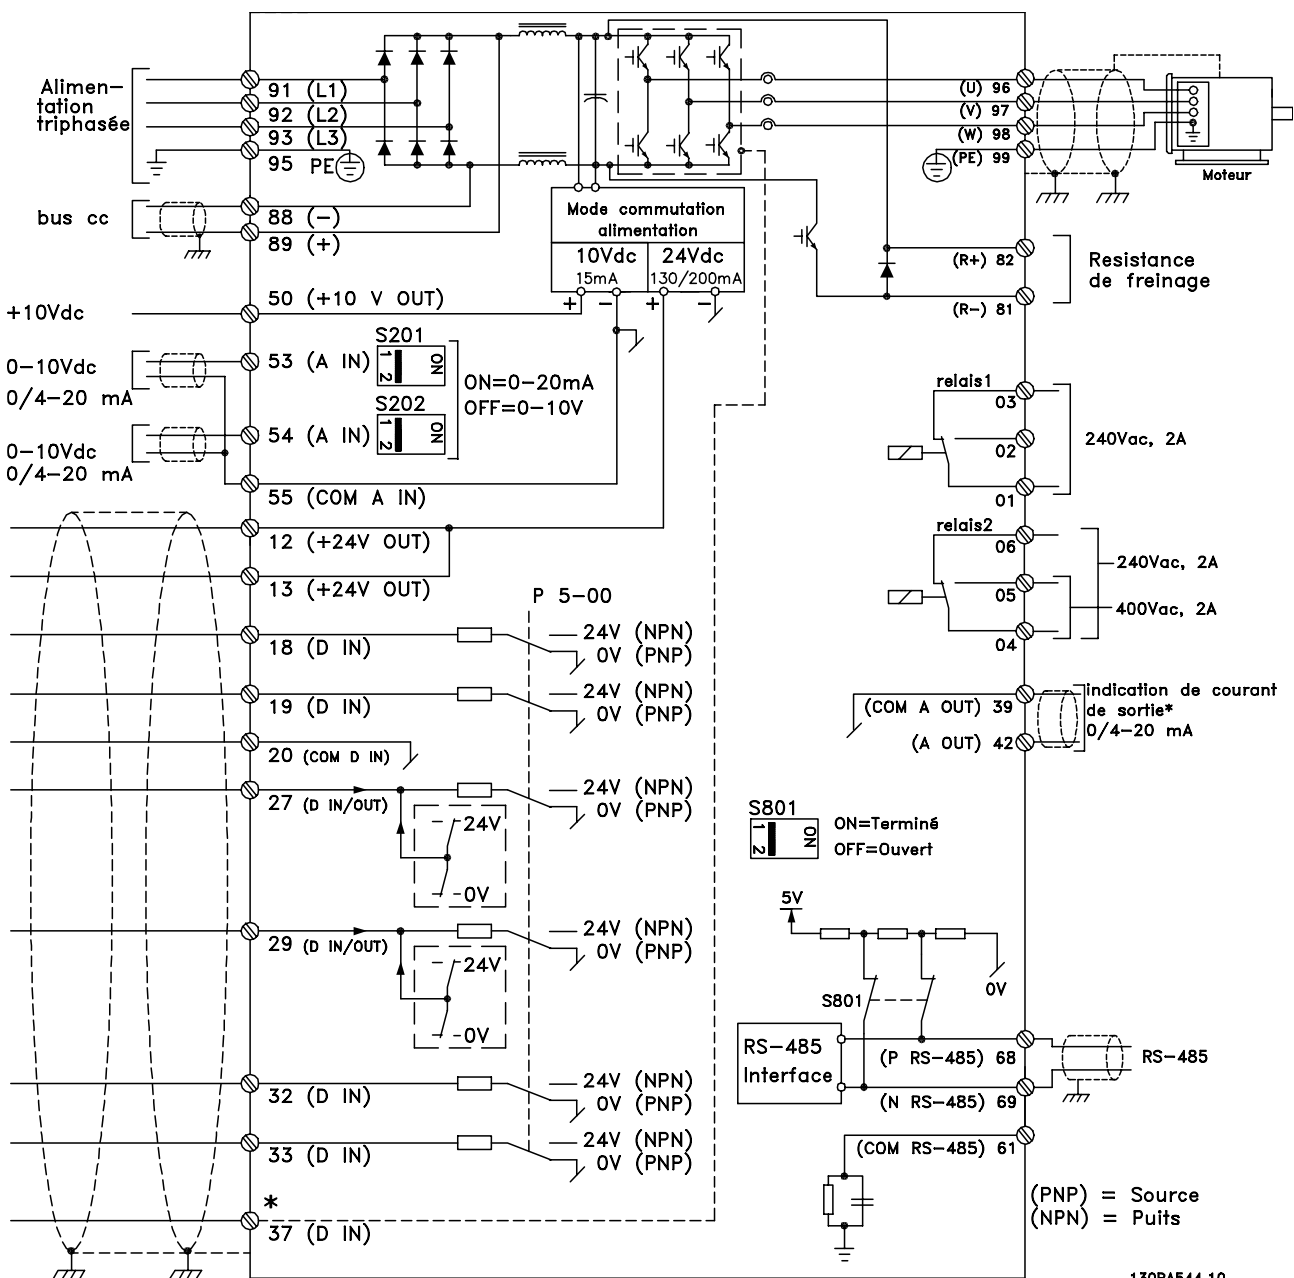 Alimen-
tation
triphasée
91 (L1)
92 (L2)
93 (L3)
95 PE
bus cc
88 (−)
89 (+)
+10Vdc
50 (+10 V OUT)
0−10Vdc
0/4−20 mA
53 (A IN)
S201
1 2 ON
ON=0−20mA
OFF=0−10V
0−10Vdc
0/4−20 mA
54 (A IN)
S202
1 2 ON
55 (COM A IN)
12 (+24V OUT)
13 (+24V OUT)
P 5-00
18 (D IN)
24V (NPN)
0V (PNP)
19 (D IN)
24V (NPN)
0V (PNP)
20 (COM D IN)
27 (D IN/OUT)
24V (NPN)
0V (PNP)
24V
0V
29 (D IN/OUT)
24V (NPN)
0V (PNP)
24V
0V
32 (D IN)
24V (NPN)
0V (PNP)
33 (D IN)
24V (NPN)
0V (PNP)
*
37 (D IN)
Mode commutation
alimentation
10Vdc
15mA
24Vdc
130/200mA
+ − + −
(U) 96
(V) 97
(W) 98
(PE) 99
Moteur
(R+) 82
(R−) 81
Resistance
de freinage
relais1
03
02
01
240Vac, 2A
relais2
06
05
04
240Vac, 2A
400Vac, 2A
(COM A OUT) 39
(A OUT) 42
indication de courant
de sortie*
0/4−20 mA
S801
1 2 ON
ON=Terminé
OFF=Ouvert
5V
S801
0V
RS-485
Interface
(P RS−485) 68
(N RS−485) 69
(COM RS−485) 61
RS-485
(PNP) = Source
(NPN) = Puits
130BA544.10